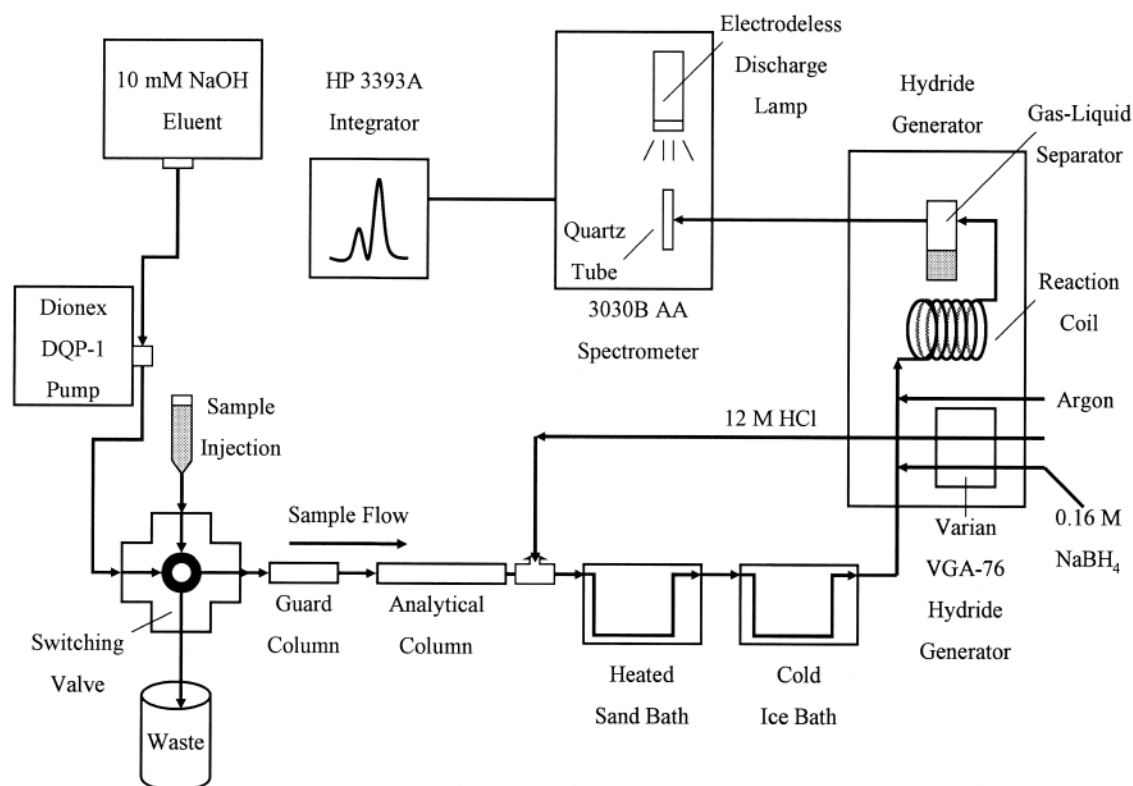 10 mM NaOH
Eluent
HP 3393A
Integrator
Electrodeless
Discharge
Lamp
Hydride
Generator
Gas-Liquid
Separator
Quartz
Tube
3030B AA
Spectrometer
Reaction
Coil
Dionex
DQP-1
Pump
Sample
Injection
12 M HCl
Argon
Sample Flow
Varian
VGA-76
Hydride
Generator
0.16 M
NaBH₄
Guard
Column
Analytical
Column
Switching
Valve
Heated
Sand Bath
Cold
Ice Bath
Waste